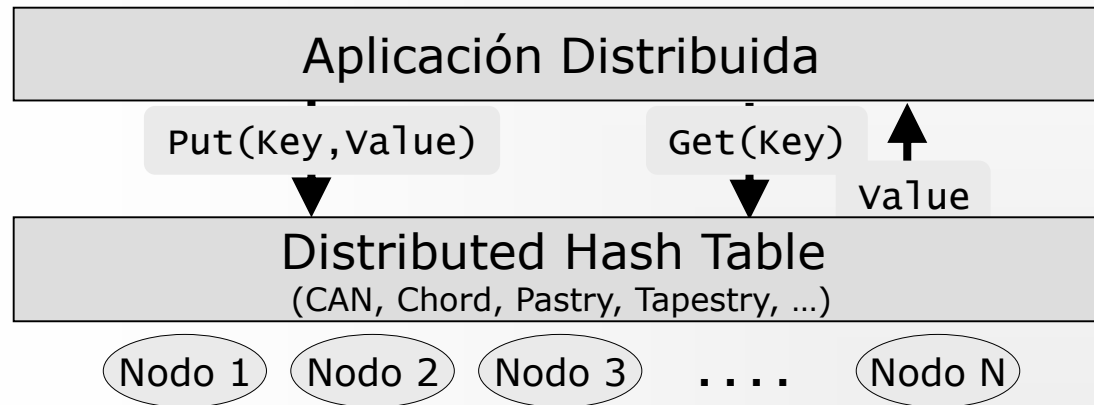 Aplicación Distribuida
Put(Key,Value)
Get(Key)
Value
Distributed Hash Table
(CAN, Chord, Pastry, Tapestry, …)
Nodo 1 Nodo 2 Nodo 3 .... Nodo N